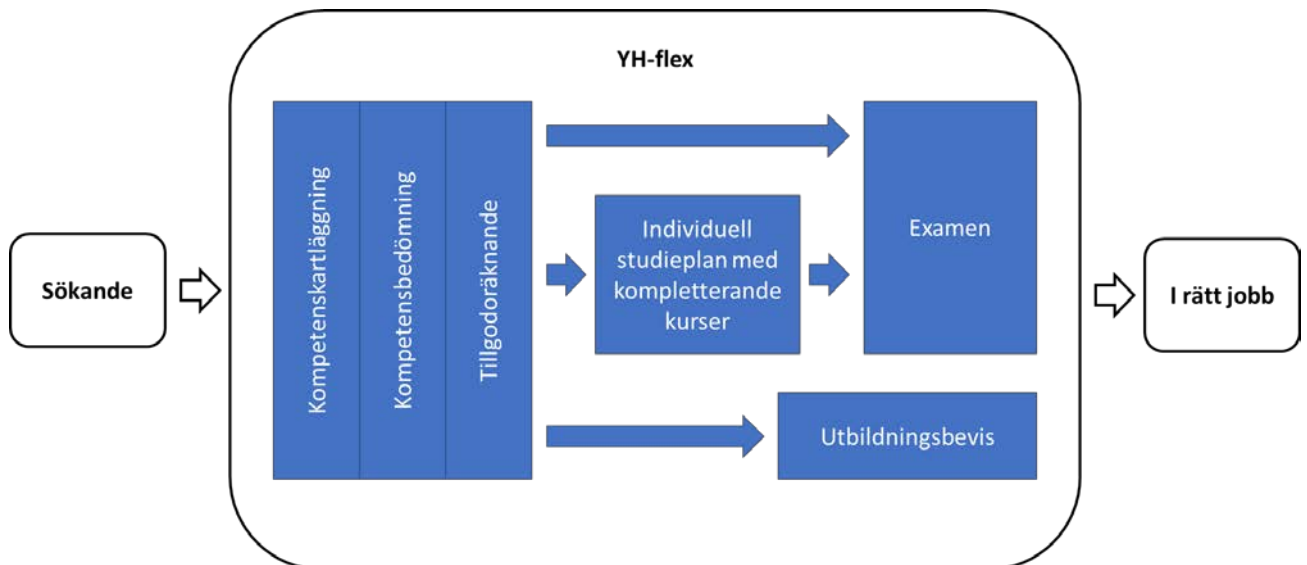 YH-flex
Sökande
Kompetenskartläggning
Kompetensbedömning
Tillgodoräknande
Individuell
studieplan med
kompletterande
kurser
Examen
Utbildningsbevis
I rätt jobb